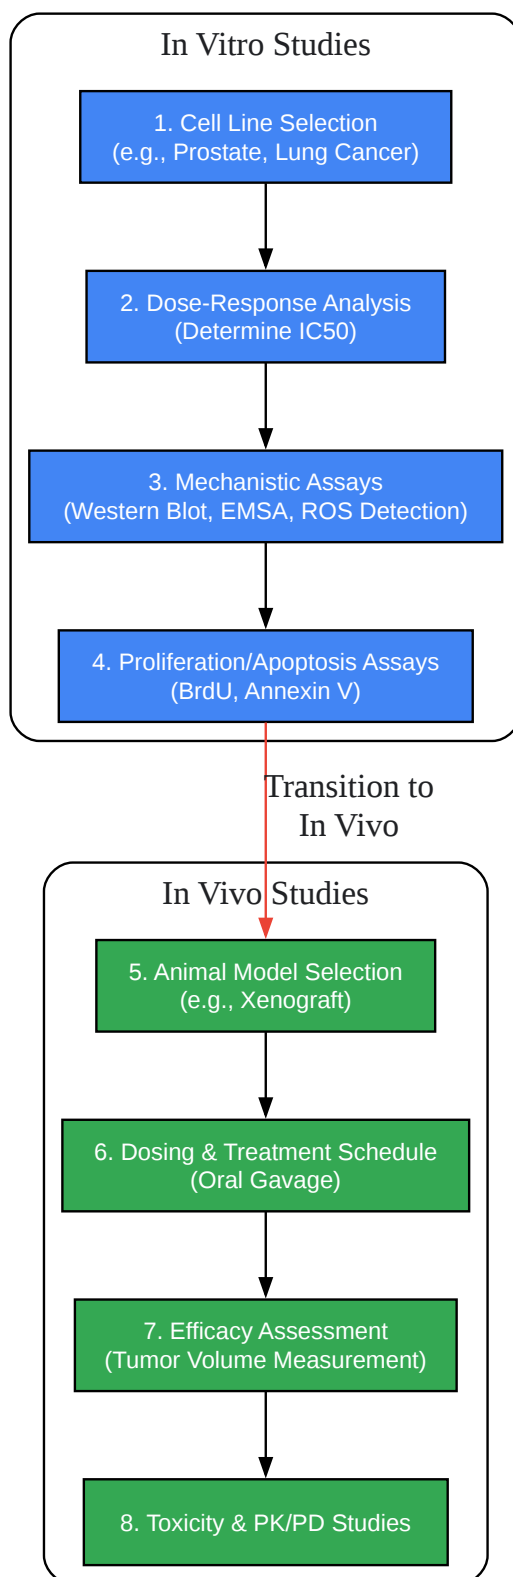 In Vitro Studies
1. Cell Line Selection
(e.g., Prostate, Lung Cancer)
2. Dose-Response Analysis
(Determine IC50)
3. Mechanistic Assays
(Western Blot, EMSA, ROS Detection)
4. Proliferation/Apoptosis Assays
(BrdU, Annexin V)
Transition to
In Vivo
In Vivo Studies
5. Animal Model Selection
(e.g., Xenograft)
6. Dosing & Treatment Schedule
(Oral Gavage)
7. Efficacy Assessment
(Tumor Volume Measurement)
8. Toxicity & PK/PD Studies